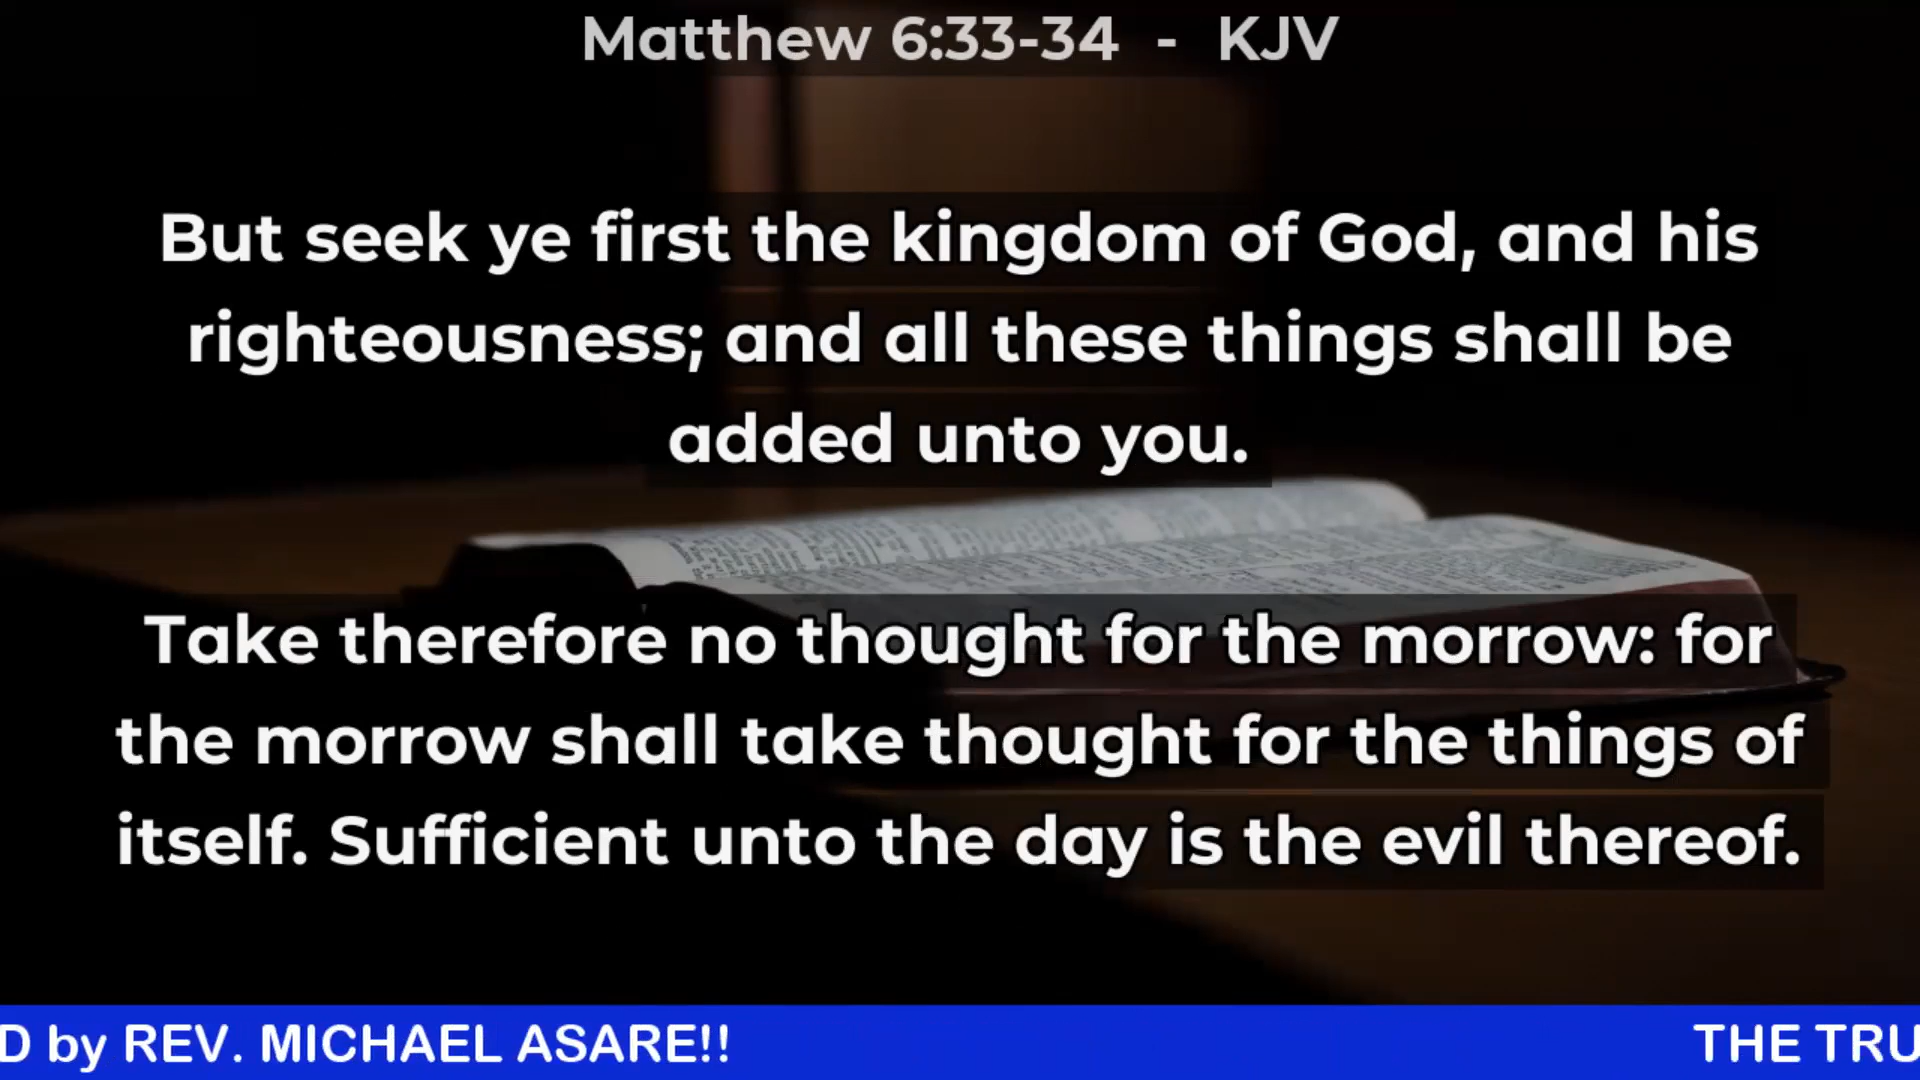 Matthew 6:33-34 - KJV
But seek ye first the kingdom of God, and his
righteousness; and all these things shall be
added unto you.
Take therefore no thought for the morrow: for
the morrow shall take thought for the things of
itself. Sufficient unto the day is the evil thereof.
D by REV. MICHAEL ASARE!! THE TRU